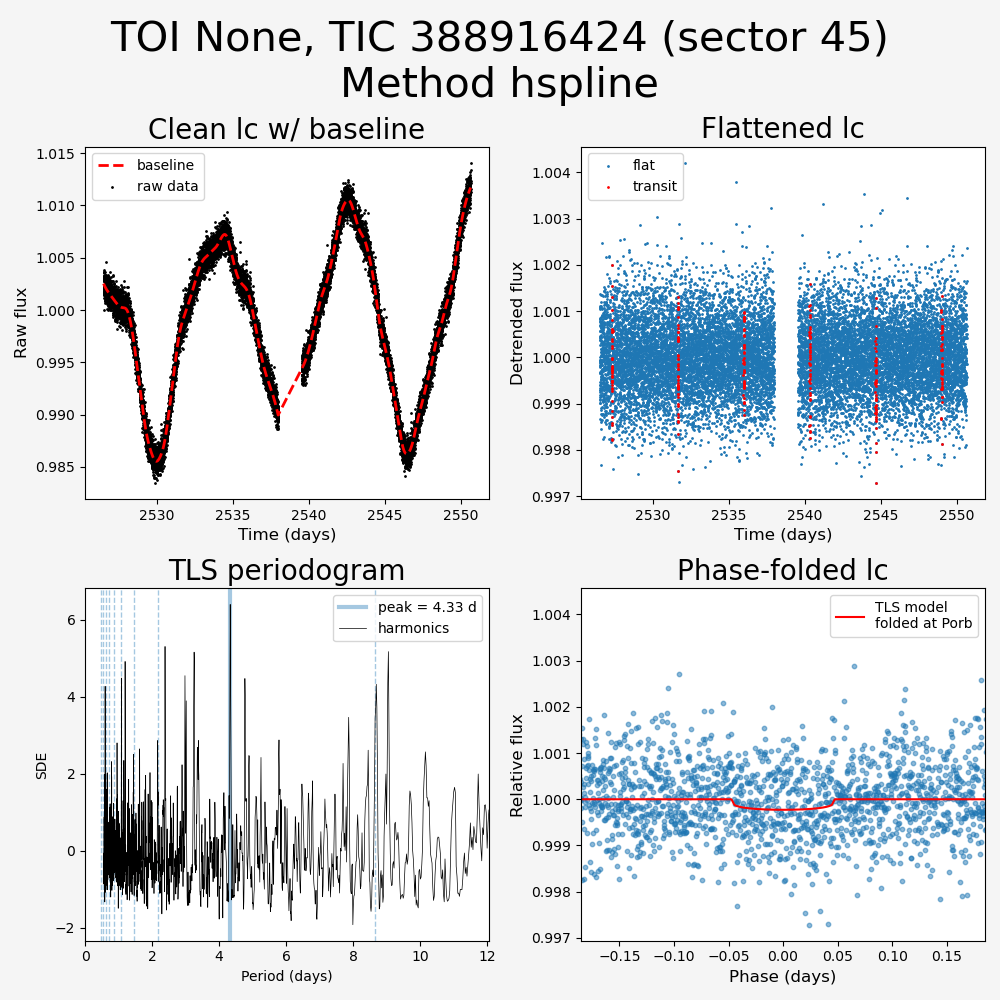 TOI None, TIC 388916424 (sector 45)
Method hspline
Clean lc w/ baseline
baseline
raw data
1.015
1.010
1.005
1.000
0.995
0.990
0.985
Raw flux
2530
2535
2540
2545
2550
Time (days)
Flattened lc
flat
transit
1.004
1.003
1.002
1.001
1.000
0.999
0.998
0.997
Detrended flux
2530
2535
2540
2545
2550
Time (days)
TLS periodogram
peak = 4.33 d
harmonics
6
4
2
0
−2
SDE
0
2
4
6
8
10
12
Period (days)
Phase-folded lc
TLS model
folded at Porb
1.004
1.003
1.002
1.001
1.000
0.999
0.998
0.997
Relative flux
−0.15
−0.10
−0.05
0.00
0.05
0.10
0.15
Phase (days)